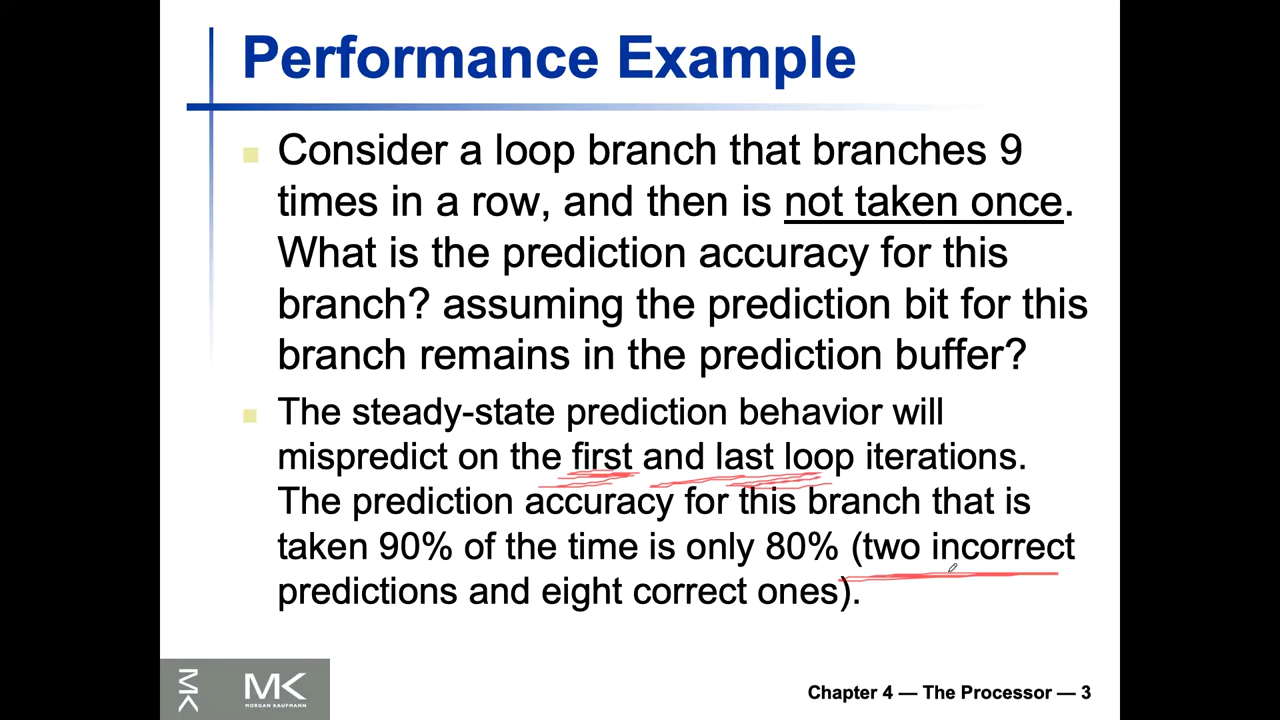 Performance Example
Consider a loop branch that branches 9
times in a row, and then is not taken once.
What is the prediction accuracy for this
branch? assuming the prediction bit for this
branch remains in the prediction buffer?
The steady-state prediction behavior will
mispredict on the first and last loop iterations.
The prediction accuracy for this branch that is
taken 90% of the time is only 80% (two incorrect
predictions and eight correct ones).
MK
MK
MORGAN KAUFMANN
Chapter 4 — The Processor — 3